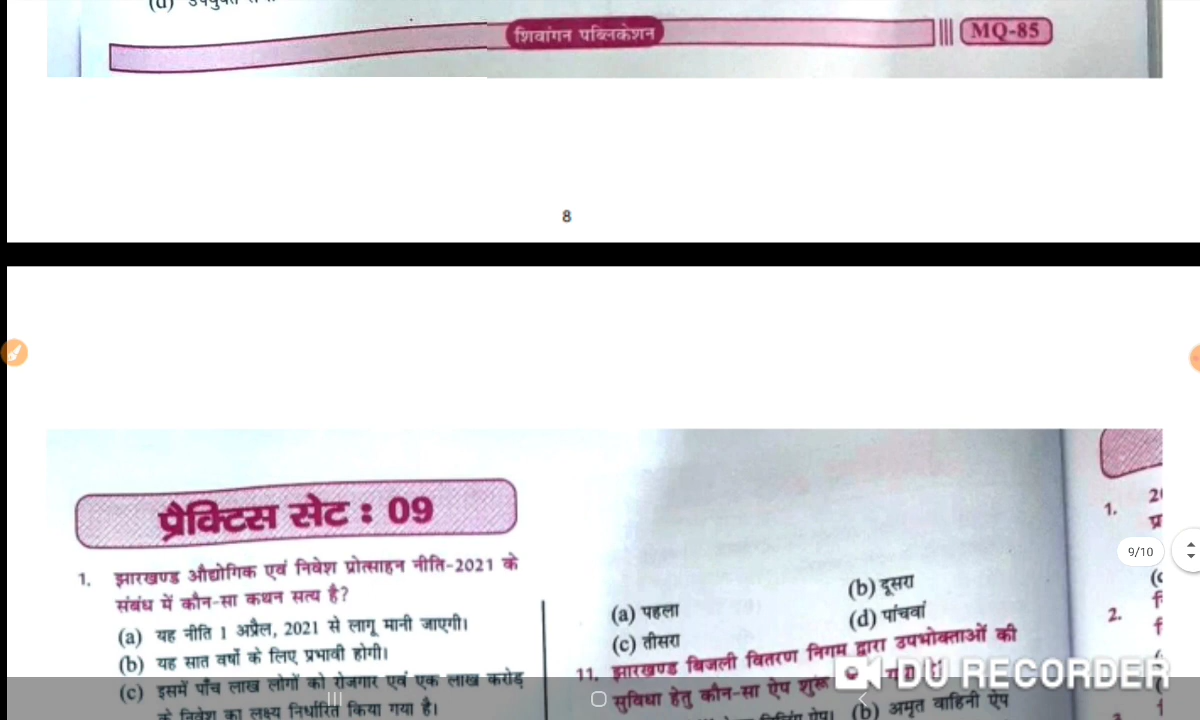 (d)
शिवांगन पब्लिकेशन
MQ-85
8
प्रैक्टिस सेट : 09
1. झारखण्ड औद्योगिक एवं निवेश प्रोत्साहन नीति-2021 के
संबंध में कौन-सा कथन सत्य है?
(a) यह नीति 1 अप्रैल, 2021 से लागू मानी जाएगी।
(b) यह सात वर्षों के लिए प्रभावी होगी।
(c) इसमें पाँच लाख लोगों को रोजगार एवं एक लाख करोड़
के निवेश का लक्ष्य निर्धारित किया गया है।
(a) पहला
(b) दूसरा
(c) तीसरा
(d) पांचवां
11. झारखण्ड बिजली वितरण निगम द्वारा उपभोक्ताओं की
सुविधा हेतु कौन-सा ऐप शुरू
(b) अमृत वाहिनी ऐप
1.
2.
9/10
DU RECORDER